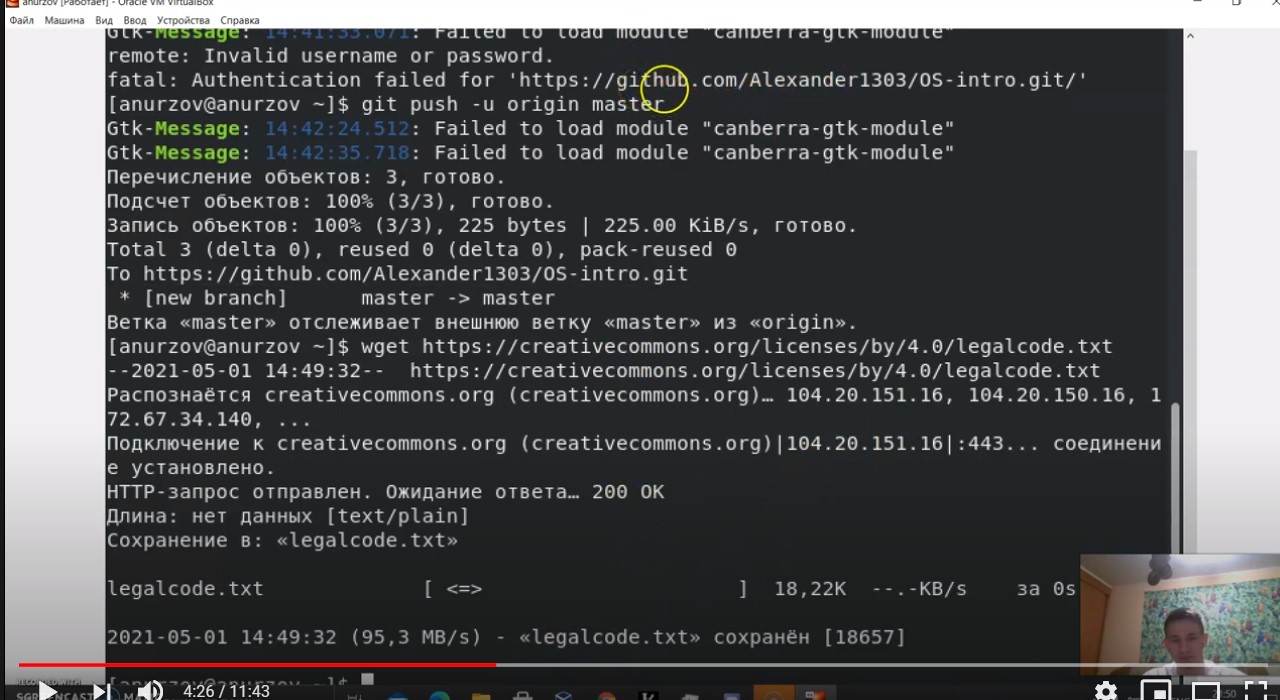 anurzov [Работает] - Oracle VM VirtualBox
Файл Машина Вид Ввод Устройства Справка
Gtk-Message: 14:41:33.071: Failed to load module "canberra-gtk-module"
remote: Invalid username or password.
fatal: Authentication failed for 'https://github.com/Alexander1303/OS-intro.git/'
[anurzov@anurzov ~]$ git push -u origin master
Gtk-Message: 14:42:24.512: Failed to load module "canberra-gtk-module"
Gtk-Message: 14:42:35.718: Failed to load module "canberra-gtk-module"
Перечисление объектов: 3, готово.
Подсчет объектов: 100% (3/3), готово.
Запись объектов: 100% (3/3), 225 bytes | 225.00 KiB/s, готово.
Total 3 (delta 0), reused 0 (delta 0), pack-reused 0
To https://github.com/Alexander1303/OS-intro.git
* [new branch] master -> master
Ветка «master» отслеживает внешнюю ветку «master» из «origin».
[anurzov@anurzov ~]$ wget https://creativecommons.org/licenses/by/4.0/legalcode.txt
--2021-05-01 14:49:32-- https://creativecommons.org/licenses/by/4.0/legalcode.txt
Распознаётся creativecommons.org (creativecommons.org)… 104.20.151.16, 104.20.150.16, 1
72.67.34.140, ...
Подключение к creativecommons.org (creativecommons.org)|104.20.151.16|:443... соединени
е установлено.
HTTP-запрос отправлен. Ожидание ответа… 200 OK
Длина: нет данных [text/plain]
Сохранение в: «legalcode.txt»
legalcode.txt [ <=> ] 18,22K --.-KB/s за 0s
2021-05-01 14:49:32 (95,3 MB/s) - «legalcode.txt» сохранён [18657]
[anurzov@anurzov ~]$
4:26 / 11:43